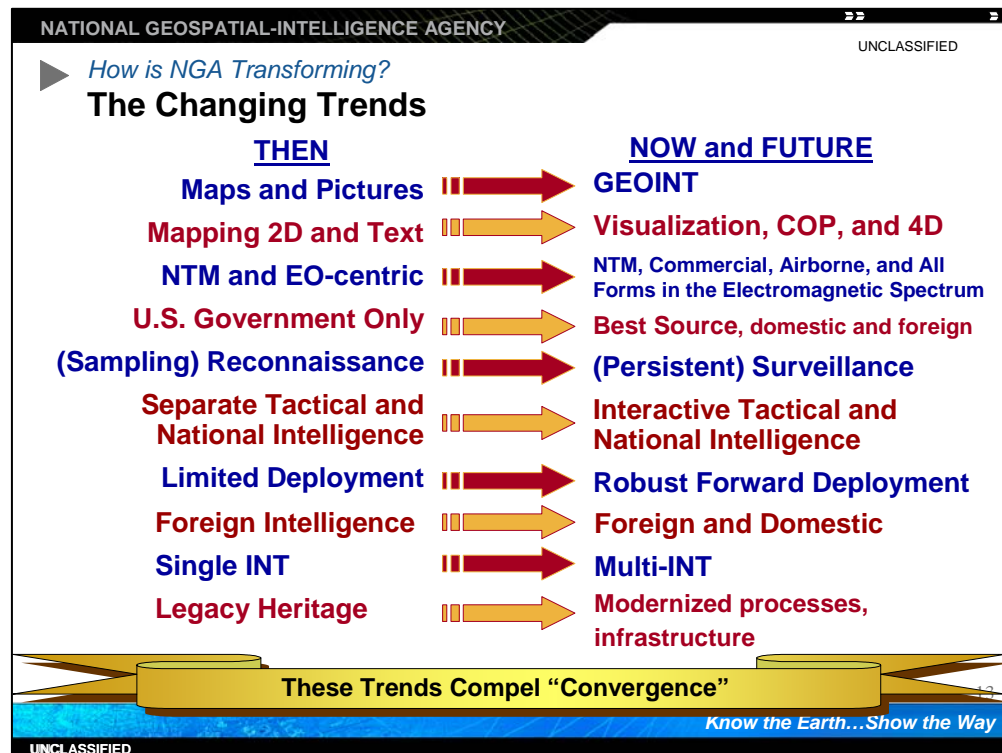 NATIONAL GEOSPATIAL-INTELLIGENCE AGENCY
UNCLASSIFIED
How is NGA Transforming?
The Changing Trends
THEN
NOW and FUTURE
Maps and Pictures
GEOINT
Mapping 2D and Text
Visualization, COP, and 4D
NTM and EO-centric
NTM, Commercial, Airborne, and All
Forms in the Electromagnetic Spectrum
U.S. Government Only
Best Source, domestic and foreign
(Sampling) Reconnaissance
(Persistent) Surveillance
Separate Tactical and
National Intelligence
Interactive Tactical and
National Intelligence
Limited Deployment
Robust Forward Deployment
Foreign Intelligence
Foreign and Domestic
Single INT
Multi-INT
Legacy Heritage
Modernized processes,
infrastructure
These Trends Compel “Convergence”
Know the Earth…Show the Way
UNCLASSIFIED